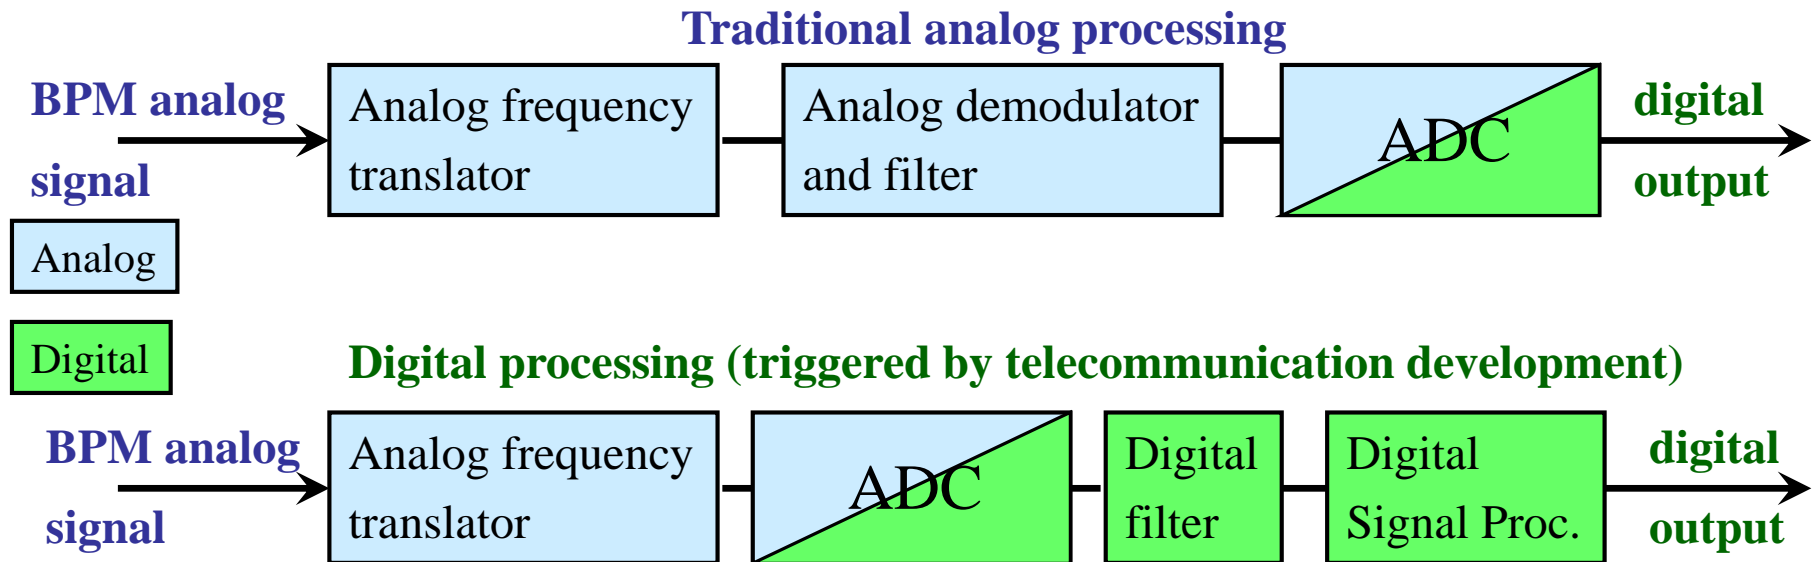 Traditional analog processing
BPM analog
signal
Analog frequency
translator
Analog demodulator
and filter
ADC
digital
output
Analog
Digital
Digital processing (triggered by telecommunication development)
BPM analog
signal
Analog frequency
translator
ADC
Digital
filter
Digital
Signal Proc.
digital
output